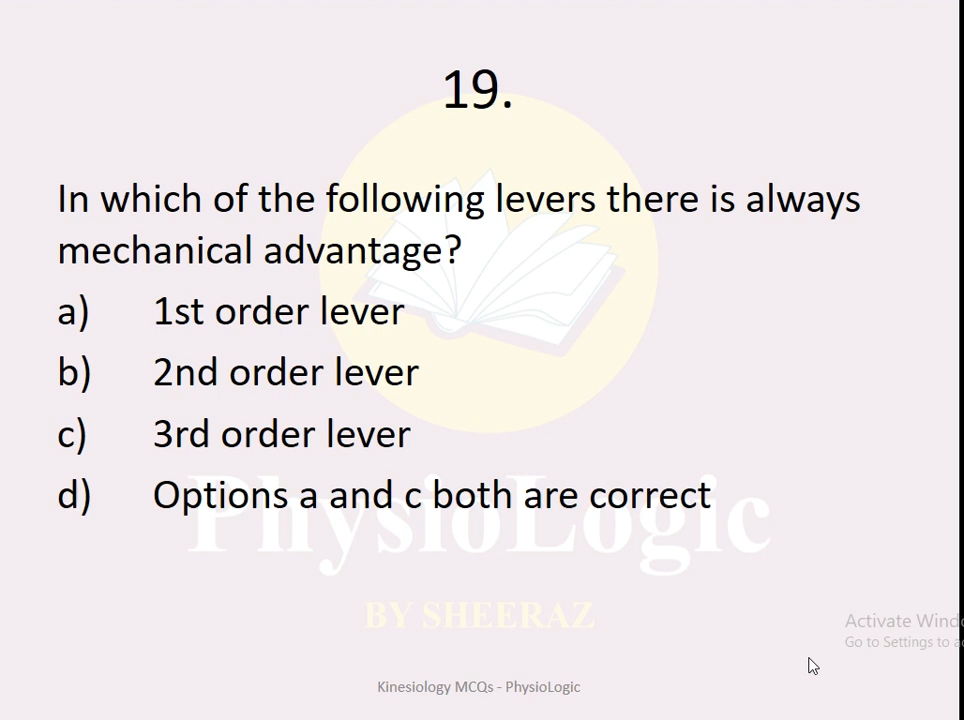 19.
In which of the following levers there is always
mechanical advantage?
a) 1st order lever
b) 2nd order lever
c) 3rd order lever
d) Options a and c both are correct
PhysioLogic
BY SHEERAZ
Activate Wind
Go to Settings to a
Kinesiology MCQs - PhysioLogic